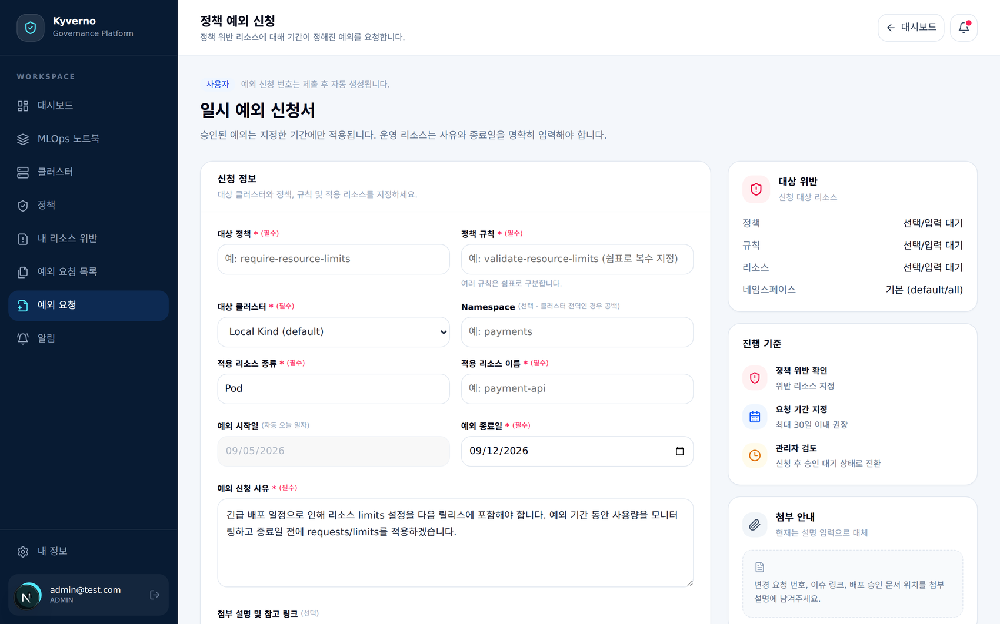 Kyverno
Governance Platform
WORKSPACE
대시보드
MLOps 노트북
클러스터
정책
내 리소스 위반
예외 요청 목록
예외 요청
알림
내 정보
N
admin@test.com
ADMIN
정책 예외 신청
정책 위반 리소스에 대해 기간이 정해진 예외를 요청합니다.
대시보드
사용자 예외 신청 번호는 제출 후 자동 생성됩니다.
일시 예외 신청서
승인된 예외는 지정한 기간에만 적용됩니다. 운영 리소스는 사유와 종료일을 명확히 입력해야 합니다.
신청 정보
대상 클러스터와 정책, 규칙 및 적용 리소스를 지정하세요.
대상 정책 * (필수)
예: require-resource-limits
정책 규칙 * (필수)
예: validate-resource-limits (쉼표로 복수 지정)
여러 규칙은 쉼표로 구분합니다.
대상 클러스터 * (필수)
Local Kind (default)
Namespace (선택 - 클러스터 전역인 경우 공백)
예: payments
적용 리소스 종류 * (필수)
Pod
적용 리소스 이름 * (필수)
예: payment-api
예외 시작일 (자동 오늘 일자)
09/05/2026
예외 종료일 * (필수)
09/12/2026
예외 신청 사유 * (필수)
긴급 배포 일정으로 인해 리소스 limits 설정을 다음 릴리스에 포함해야 합니다. 예외 기간 동안 사용량을 모니터
링하고 종료일 전에 requests/limits를 적용하겠습니다.
첨부 설명 및 참고 링크 (선택)
대상 위반
신청 대상 리소스
정책 선택/입력 대기
규칙 선택/입력 대기
리소스 선택/입력 대기
네임스페이스 기본 (default/all)
진행 기준
정책 위반 확인
위반 리소스 지정
요청 기간 지정
최대 30일 이내 권장
관리자 검토
신청 후 승인 대기 상태로 전환
첨부 안내
현재는 설명 입력으로 대체
변경 요청 번호, 이슈 링크, 배포 승인 문서 위치를 첨부
설명에 남겨주세요.